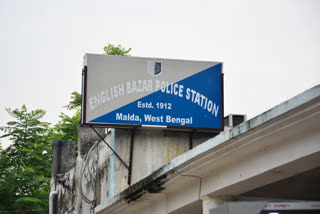 ENGLISH BAZAR POLICE STATION
Estd. 1912
Malda, West Bengal